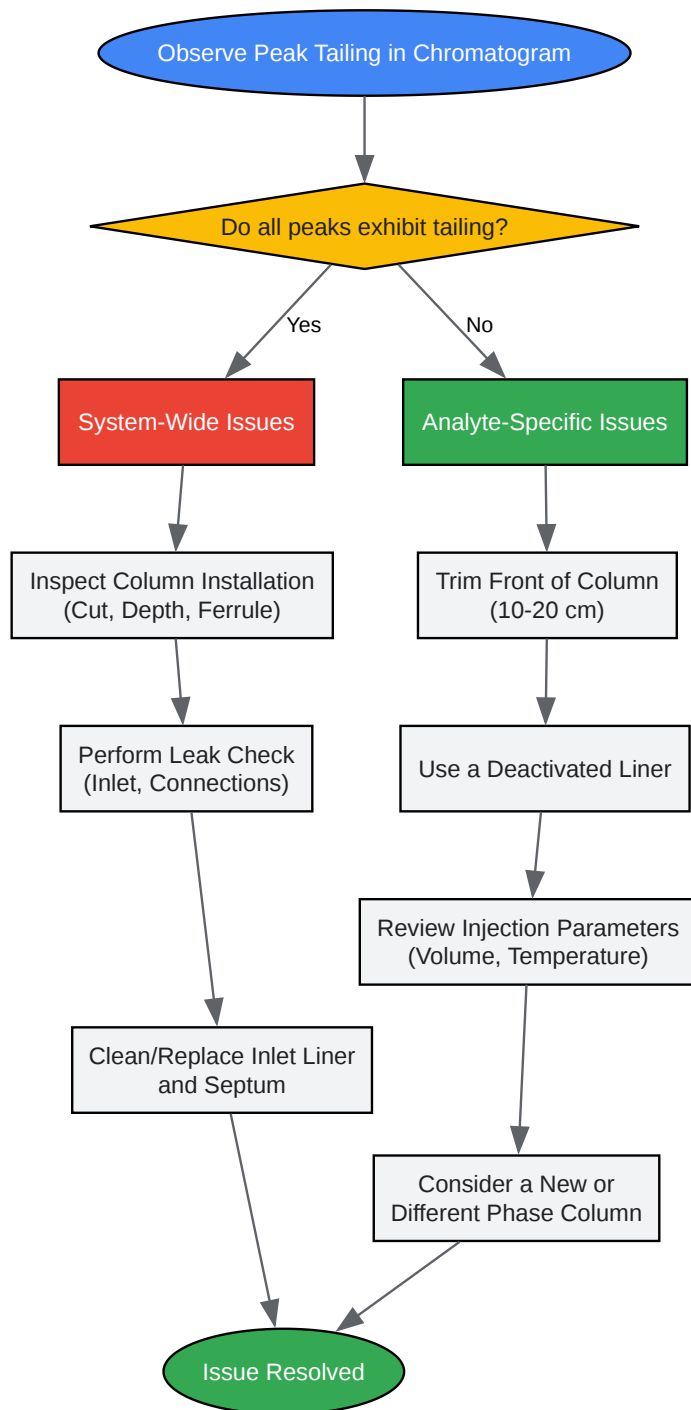 Observe Peak Tailing in Chromatogram
Do all peaks exhibit tailing?
Yes
No
System-Wide Issues
Analyte-Specific Issues
Inspect Column Installation
(Cut, Depth, Ferrule)
Trim Front of Column
(10-20 cm)
Perform Leak Check
(Inlet, Connections)
Use a Deactivated Liner
Review Injection Parameters
(Volume, Temperature)
Clean/Replace Inlet Liner
and Septum
Consider a New or
Different Phase Column
Issue Resolved